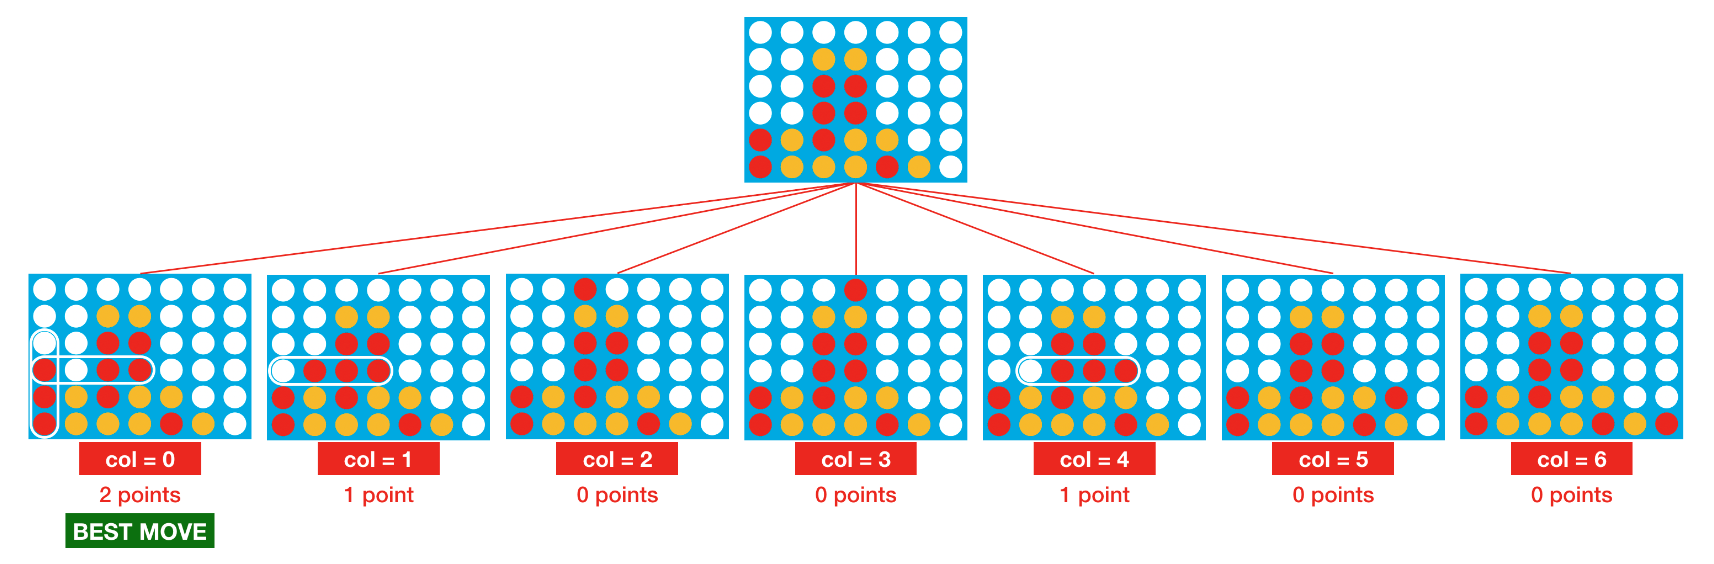 col = 0
col = 1
col = 2
col = 3
col = 4
col = 5
col = 6
2 points
1 point
0 points
0 points
1 point
0 points
0 points
BEST MOVE